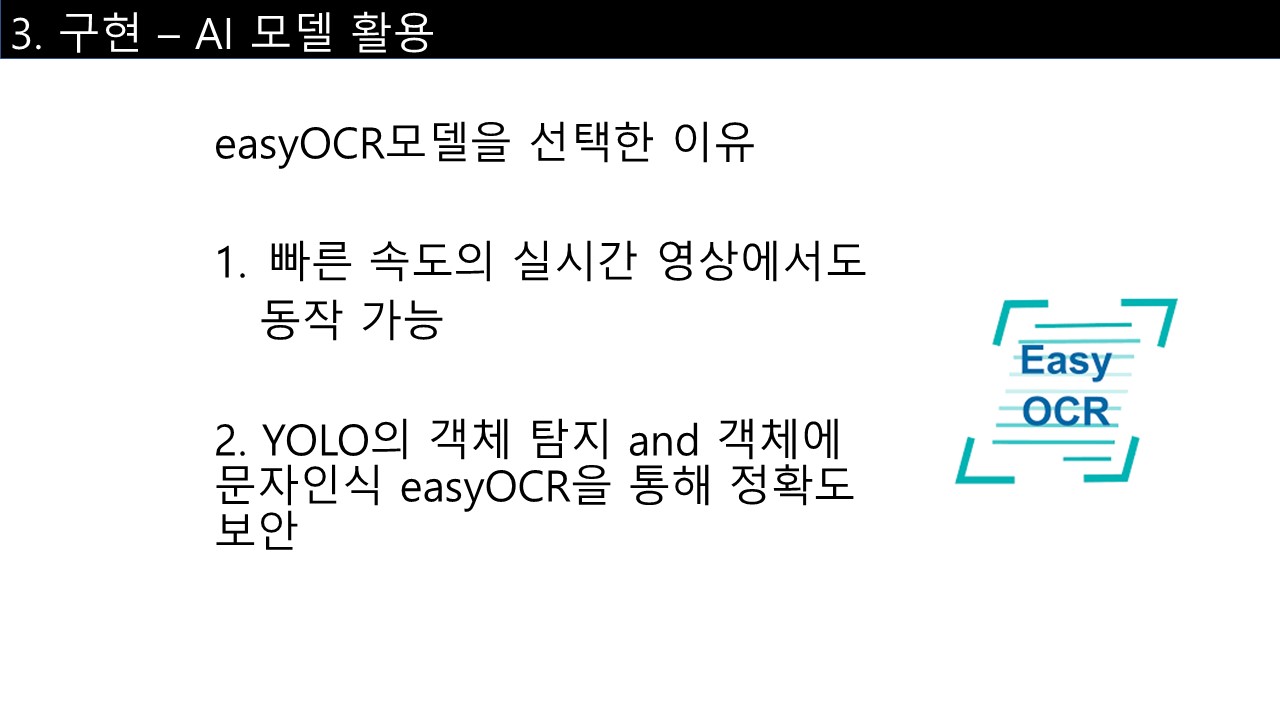 3. 구현 – AI 모델 활용
easyOCR모델을 선택한 이유
1. 빠른 속도의 실시간 영상에서도
동작 가능
2. YOLO의 객체 탐지 and 객체에
문자인식 easyOCR을 통해 정확도
보안
Easy
OCR